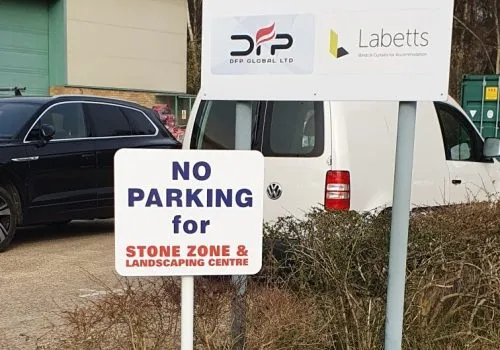 DFP
DFP GLOBAL LTD
Labetts
NO
PARKING
for
STONE ZONE &
LANDSCAPING CENTRE